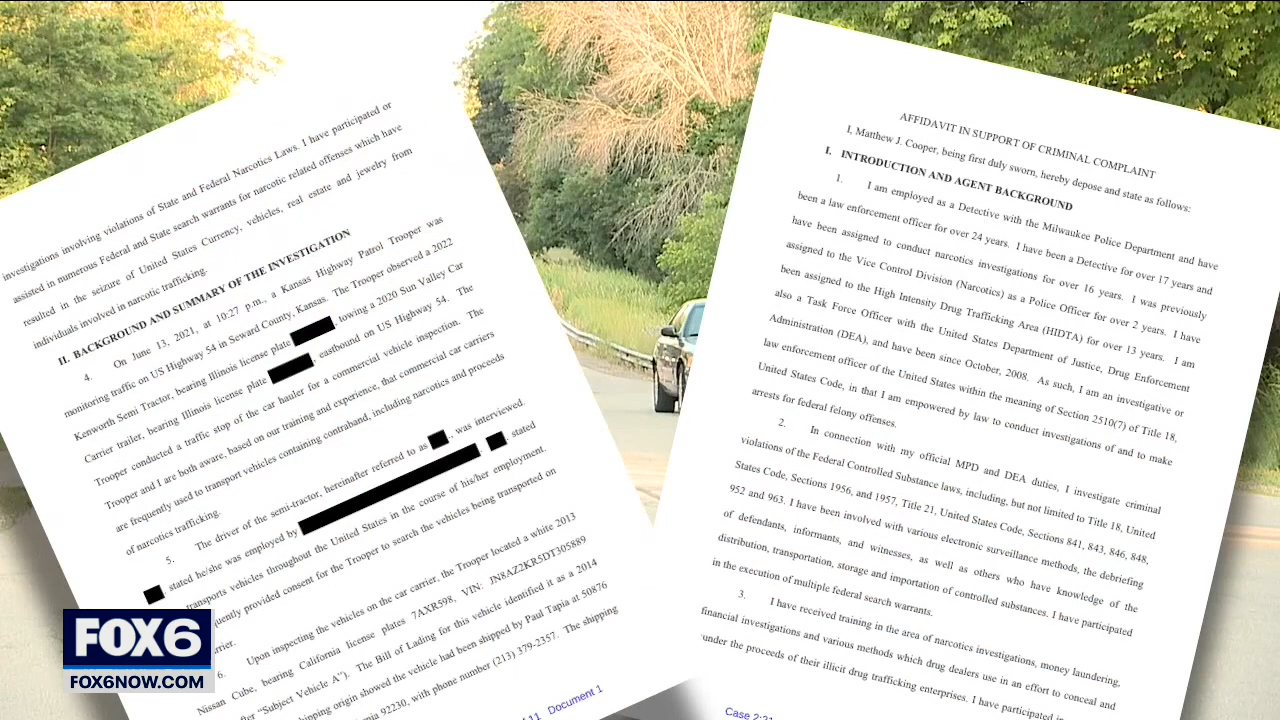 investigations involving violations of State and Federal Narcotics Laws. I have participated or
assisted in numerous Federal and State search warrants for narcotic related offenses which have
resulted in the seizure of United States Currency, vehicles, real estate and jewelry from
individuals involved in narcotic trafficking.
II. BACKGROUND AND SUMMARY OF THE INVESTIGATION
4. On June 13, 2021, at 10:27 p.m., a Kansas Highway Patrol Trooper was
monitoring traffic on US Highway 54 in Seward County, Kansas. The Trooper observed a 2022
Kenworth Semi Tractor, bearing Illinois license plate , towing a 2020 Sun Valley Car
Carrier trailer, bearing Illinois license plate , eastbound on US Highway 54. The
Trooper conducted a traffic stop of the car hauler for a commercial vehicle inspection. The
Trooper and I are both aware, based on our training and experience, that commercial car carriers
are frequently used to transport vehicles containing contraband, including narcotics and proceeds
of narcotics trafficking.
5. The driver of the semi-tractor, hereinafter referred to as , was interviewed.
, stated he/she was employed by . , stated
transports vehicles throughout the United States in the course of his/her employment.
quently provided consent for the Trooper to search the vehicles being transported on
rrier.
6. Upon inspecting the vehicles on the car carrier, the Trooper located a white 2013
Nissan Cube, bearing California license plates 7AXR598, VIN: JN8AZ2KR5DT305889
fter “Subject Vehicle A”). The Bill of Lading for this vehicle identified it as a 2014
hipping origin showed the vehicle had been shipped by Paul Tapia at 50876
nia 92230, with phone number (213) 379-2357. The shipping
11 Document 1
AFFIDAVIT IN SUPPORT OF CRIMINAL COMPLAINT
I, Matthew J. Cooper, being first duly sworn, hereby depose and state as follows:
I. INTRODUCTION AND AGENT BACKGROUND
1. I am employed as a Detective with the Milwaukee Police Department and have
been a law enforcement officer for over 24 years. I have been a Detective for over 17 years and
have been assigned to conduct narcotics investigations for over 16 years. I was previously
assigned to the Vice Control Division (Narcotics) as a Police Officer for over 2 years. I have
been assigned to the High Intensity Drug Trafficking Area (HIDTA) for over 13 years. I am
also a Task Force Officer with the United States Department of Justice, Drug Enforcement
Administration (DEA), and have been since October, 2008. As such, I am an investigative or
law enforcement officer of the United States within the meaning of Section 2510(7) of Title 18,
United States Code, in that I am empowered by law to conduct investigations of and to make
arrests for federal felony offenses.
2. In connection with my official MPD and DEA duties, I investigate criminal
violations of the Federal Controlled Substance laws, including, but not limited to Title 18, United
States Code, Sections 1956, and 1957, Title 21, United States Code, Sections 841, 843, 846, 848,
952 and 963. I have been involved with various electronic surveillance methods, the debriefing
of defendants, informants, and witnesses, as well as others who have knowledge of the
distribution, transportation, storage and importation of controlled substances. I have participated
in the execution of multiple federal search warrants.
3. I have received training in the area of narcotics investigations, money laundering,
financial investigations and various methods which drug dealers use in an effort to conceal and
under the proceeds of their illicit drug trafficking enterprises. I have participated in
Case 2:21
FOX6
FOX6NOW.COM